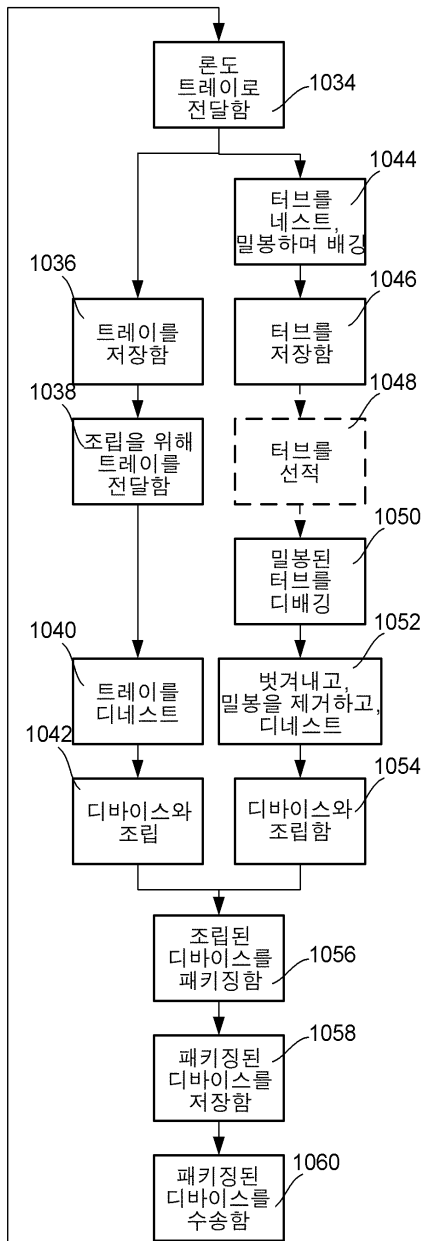 론도
트레이로
전달함
1034
1044
터브를
네스트,
밀봉하며 배깅
1036
트레이를
저장함
1046
터브를
저장함
1038
조립을 위해
트레이를
전달함
1048
터브를
선적
1050
밀봉된
터브를
디배깅
1040
트레이를
디네스트
1052
벗겨내고,
밀봉을 제거하고,
디네스트
1042
디바이스와
조립
1054
디바이스와
조립함
조립된
디바이스를
패키징함
1056
패키징된
디바이스를
저장함
1058
패키징된
디바이스를
수송함
1060